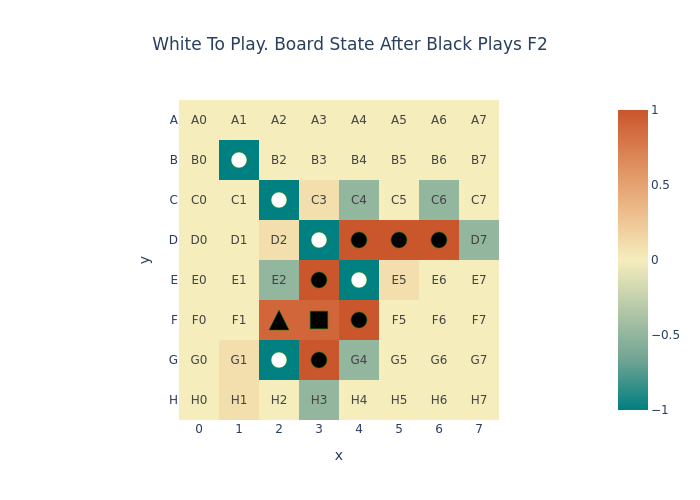 White To Play. Board State After Black Plays F2
A A0 A1 A2 A3 A4 A5 A6 A7
B B0 B2 B3 B4 B5 B6 B7
C C0 C1 C3 C4 C5 C6 C7
D D0 D1 D2 D7
E E0 E1 E2 E5 E6 E7
F F0 F1 F5 F6 F7
G G0 G1 G4 G5 G6 G7
H H0 H1 H2 H3 H4 H5 H6 H7
0 1 2 3 4 5 6 7
x
y
1
0.5
0
−0.5
−1